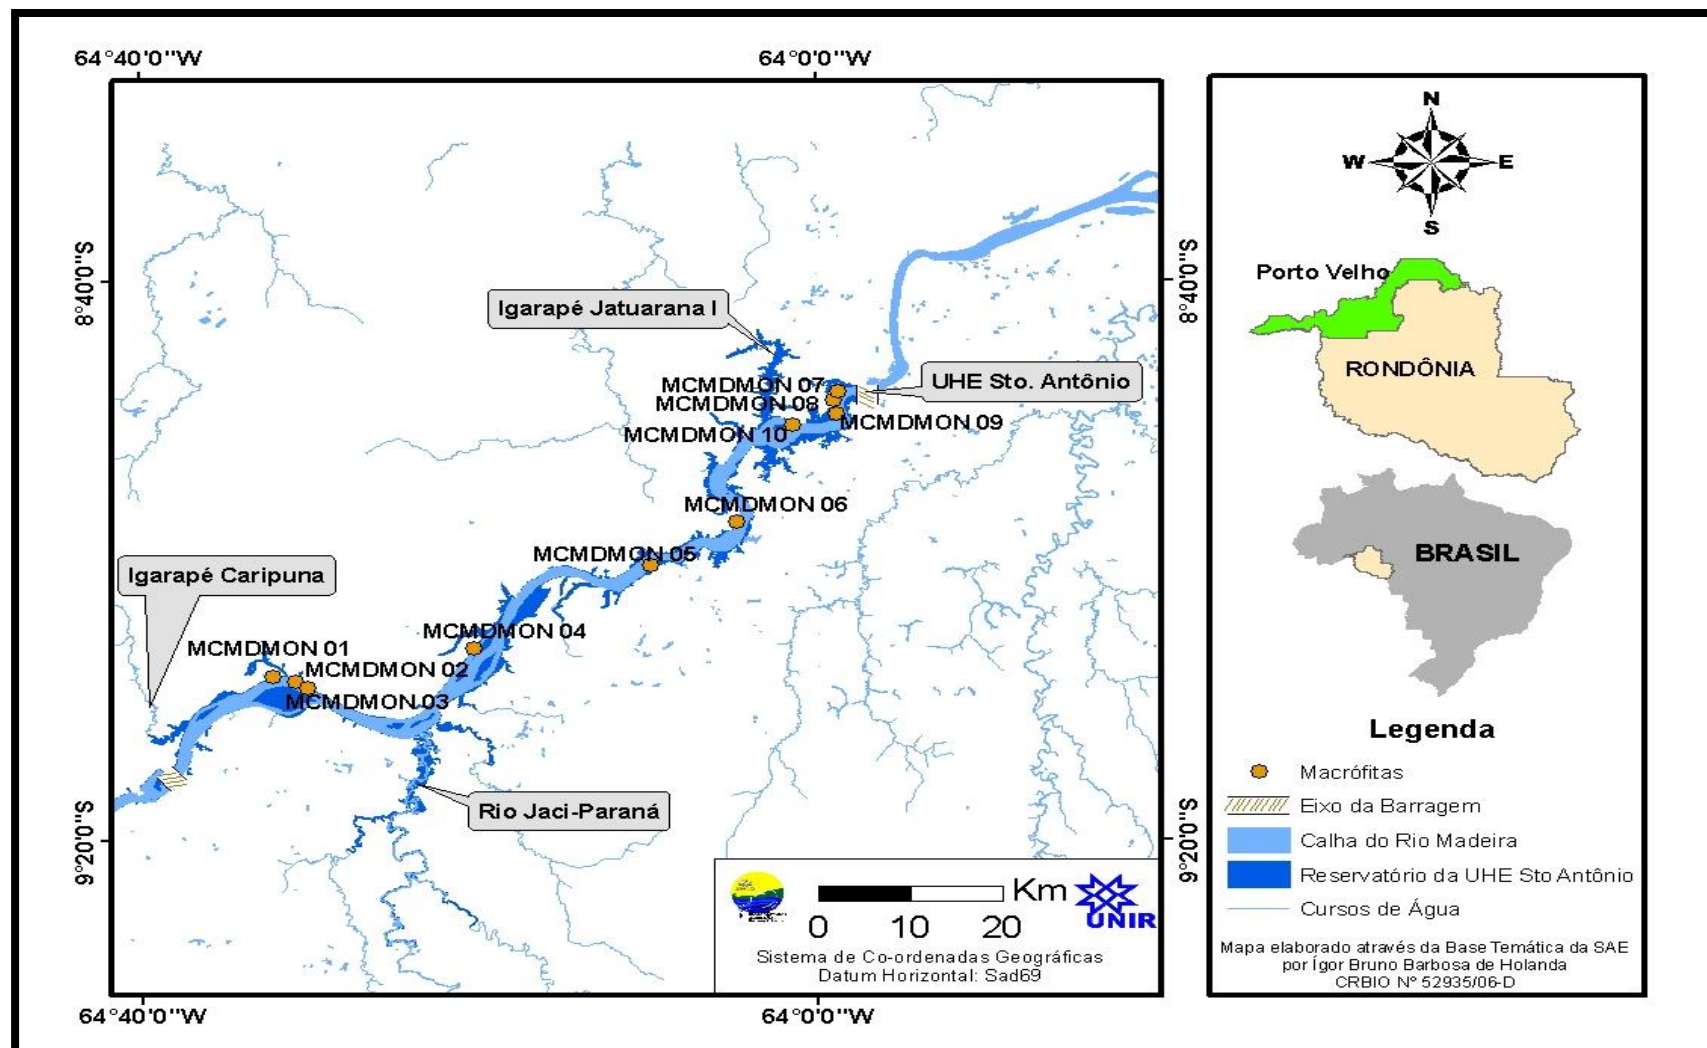 64°40'0"W
64°0'0"W
8°40'0"S
8°40'0"S
Igarapé Jatuarana I
UHE Sto. Antônio
MCMDMON 07
MCMDMON 08
MCMDMON 09
MCMDMON 10
MCMDMON 06
MCMDMON 05
Igarapé Caripuna
MCMDMON 04
MCMDMON 01
MCMDMON 02
MCMDMON 03
Rio Jaci-Paraná
9°20'0"S
9°20'0"S
Km
0 10 20
UNIR
Sistema de Co-ordenadas Geográficas
Datum Horizontal: Sad69
64°40'0"W
64°0'0"W
N
W
E
S
Porto Velho
RONDÔNIA
BRASIL
Legenda
Macrófitas
Eixo da Barragem
Calha do Rio Madeira
Reservatório da UHE Sto Antônio
Cursos de Água
Mapa elaborado através da Base Temática da SAE
por Ígor Bruno Barbosa de Holanda
CRBIO Nº 52935/06-D